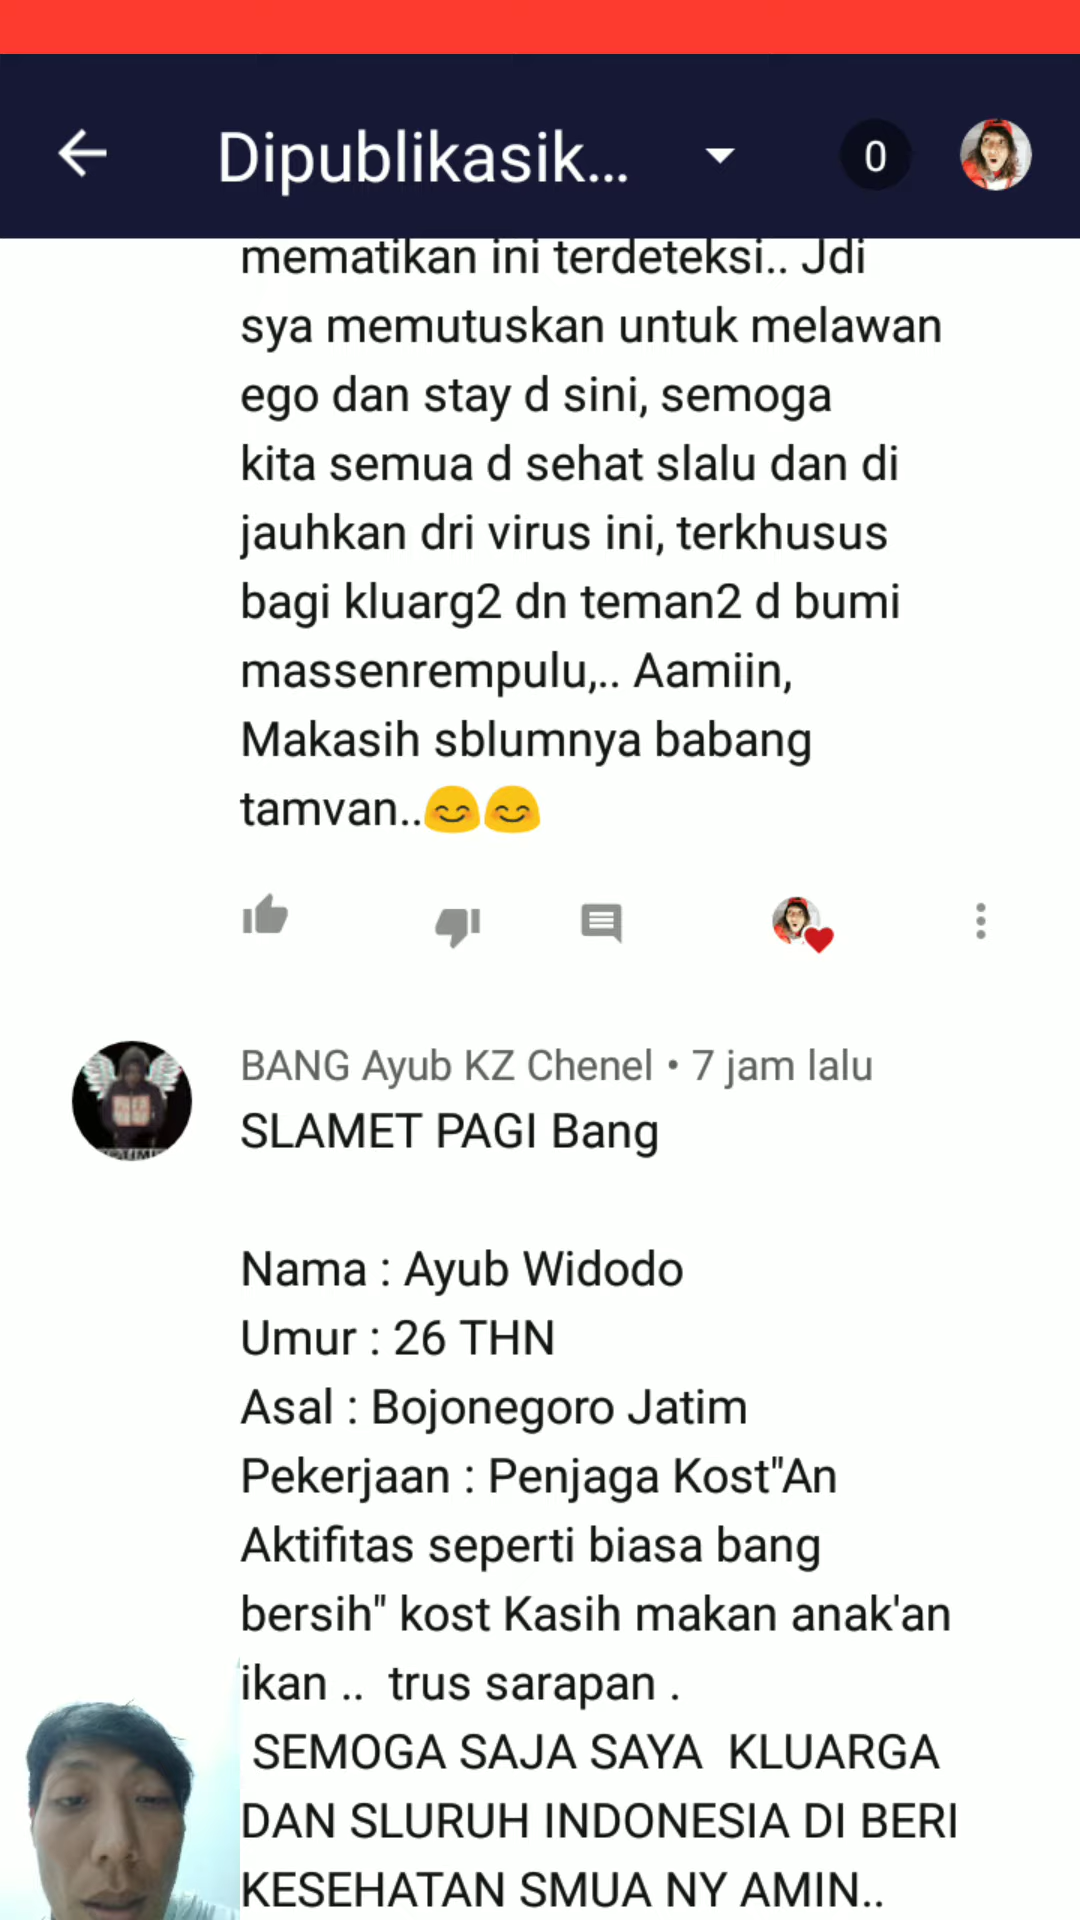 Dipublikasik...
0
mematikan ini terdeteksi.. Jdi
sya memutuskan untuk melawan
ego dan stay d sini, semoga
kita semua d sehat slalu dan di
jauhkan dri virus ini, terkhusus
bagi kluarg2 dn teman2 d bumi
massenrempulu,.. Aamiin,
Makasih sblumnya babang
tamvan..😊😊
BANG Ayub KZ Chenel • 7 jam lalu
SLAMET PAGI Bang
Nama : Ayub Widodo
Umur : 26 THN
Asal : Bojonegoro Jatim
Pekerjaan : Penjaga Kost"An
Aktifitas seperti biasa bang
bersih" kost Kasih makan anak'an
ikan ..  trus sarapan .
SEMOGA SAJA SAYA  KLUARGA
DAN SLURUH INDONESIA DI BERI
KESEHATAN SMUA NY AMIN..